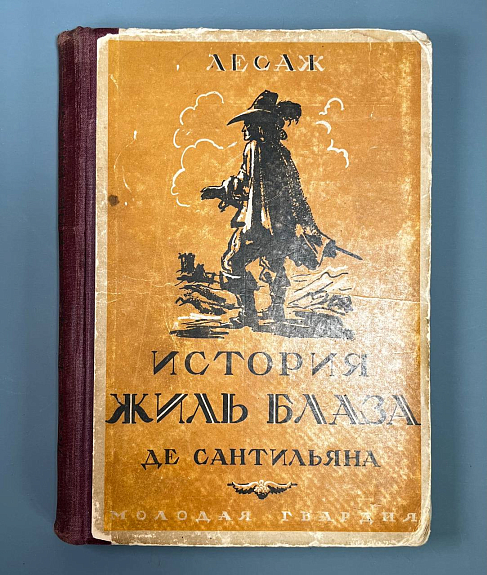 ЛЕСАЖ
ИСТОРИЯ
ЖИЛЬ БЛАЗА
ДЕ САНТИЛЬЯНА
МОЛОДАЯ ГВАРДИЯ